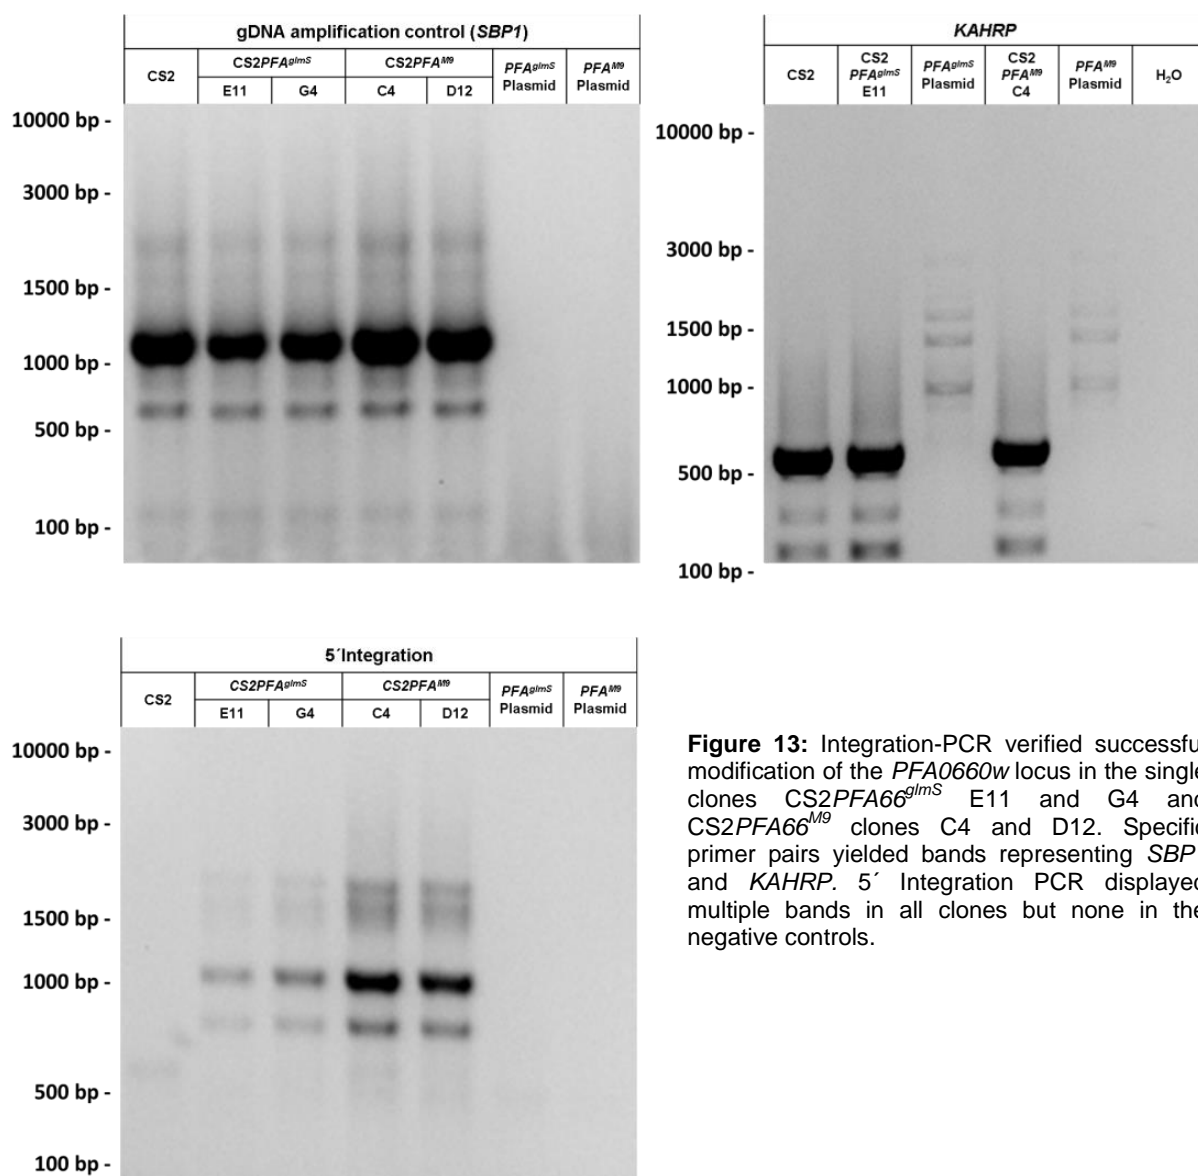 gDNA amplification control (SBP1)
CS2 CS2PFAglmS CS2PFAM9 PFAglmS Plasmid PFAM9 Plasmid
E11 G4 C4 D12
10000 bp -
3000 bp -
1500 bp -
1000 bp -
500 bp -
100 bp -
KAHRP
CS2 CS2 PFAglmS E11 PFAglmS Plasmid CS2 PFAM9 C4 PFAM9 Plasmid H2O
10000 bp -
3000 bp -
1500 bp -
1000 bp -
500 bp -
100 bp -
5´Integration
CS2 CS2PFAglmS CS2PFAM9 PFAglmS Plasmid PFAM9 Plasmid
E11 G4 C4 D12
10000 bp -
3000 bp -
1500 bp -
1000 bp -
500 bp -
100 bp -
Figure 13: Integration-PCR verified successfu
modification of the PFA0660w locus in the single
clones CS2PFA66glmS E11 and G4 and
CS2PFA66M9 clones C4 and D12. Specific
primer pairs yielded bands representing SBP
and KAHRP. 5´ Integration PCR displayed
multiple bands in all clones but none in the
negative controls.